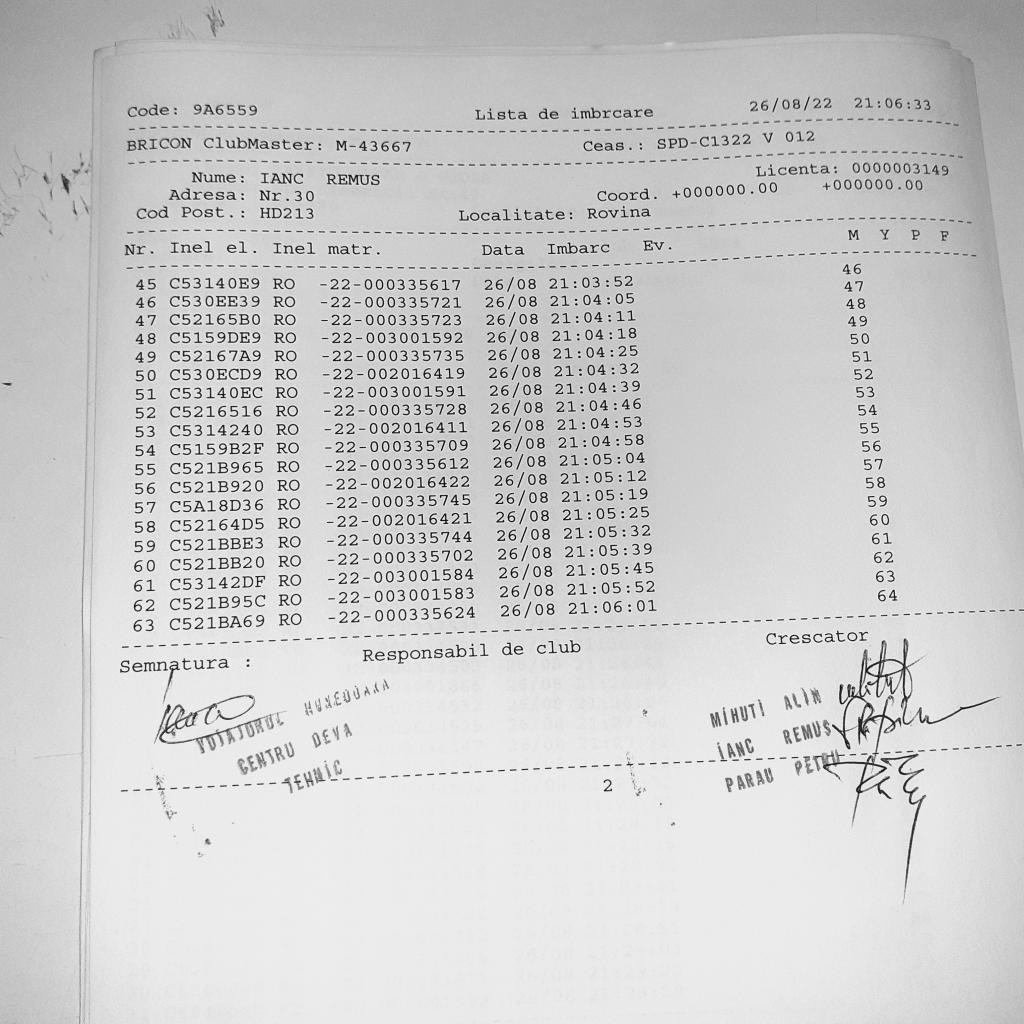 Code: 9A6559 Lista de imbrcare 26/08/22 21:06:33
BRICON ClubMaster: M-43667 Ceas.: SPD-C1322 V 012
Nume: IANC REMUS Licenta: 0000003149
Adresa: Nr.30 Coord. +000000.00 +000000.00
Cod Post.: HD213 Localitate: Rovina
Nr. Inel el. Inel matr. Data Imbarc Ev. M Y P F
45 C53140E9 RO -22-000335617 26/08 21:03:52 46
46 C530EE39 RO -22-000335721 26/08 21:04:05 47
47 C52165B0 RO -22-000335723 26/08 21:04:11 48
48 C5159DE9 RO -22-003001592 26/08 21:04:18 49
49 C52167A9 RO -22-000335735 26/08 21:04:25 50
50 C530ECD9 RO -22-002016419 26/08 21:04:32 51
51 C53140EC RO -22-003001591 26/08 21:04:39 52
52 C5216516 RO -22-000335728 26/08 21:04:46 53
53 C5314240 RO -22-002016411 26/08 21:04:53 54
54 C5159B2F RO -22-000335709 26/08 21:04:58 55
55 C521B965 RO -22-000335612 26/08 21:05:04 56
56 C521B920 RO -22-002016422 26/08 21:05:12 57
57 C5A18D36 RO -22-000335745 26/08 21:05:19 58
58 C52164D5 RO -22-002016421 26/08 21:05:25 59
59 C521BBE3 RO -22-000335744 26/08 21:05:32 60
60 C521BB20 RO -22-000335702 26/08 21:05:39 61
61 C53142DF RO -22-003001584 26/08 21:05:45 62
62 C521B95C RO -22-003001583 26/08 21:05:52 63
63 C521BA69 RO -22-000335624 26/08 21:06:01 64
Semnatura : Responsabil de club Crescator
VOIAJORUL HUNEDOARA
CENTRU DEVA
TEHNIC
MIHUTI ALIN
IANC REMUS
PARAU PETRU
2